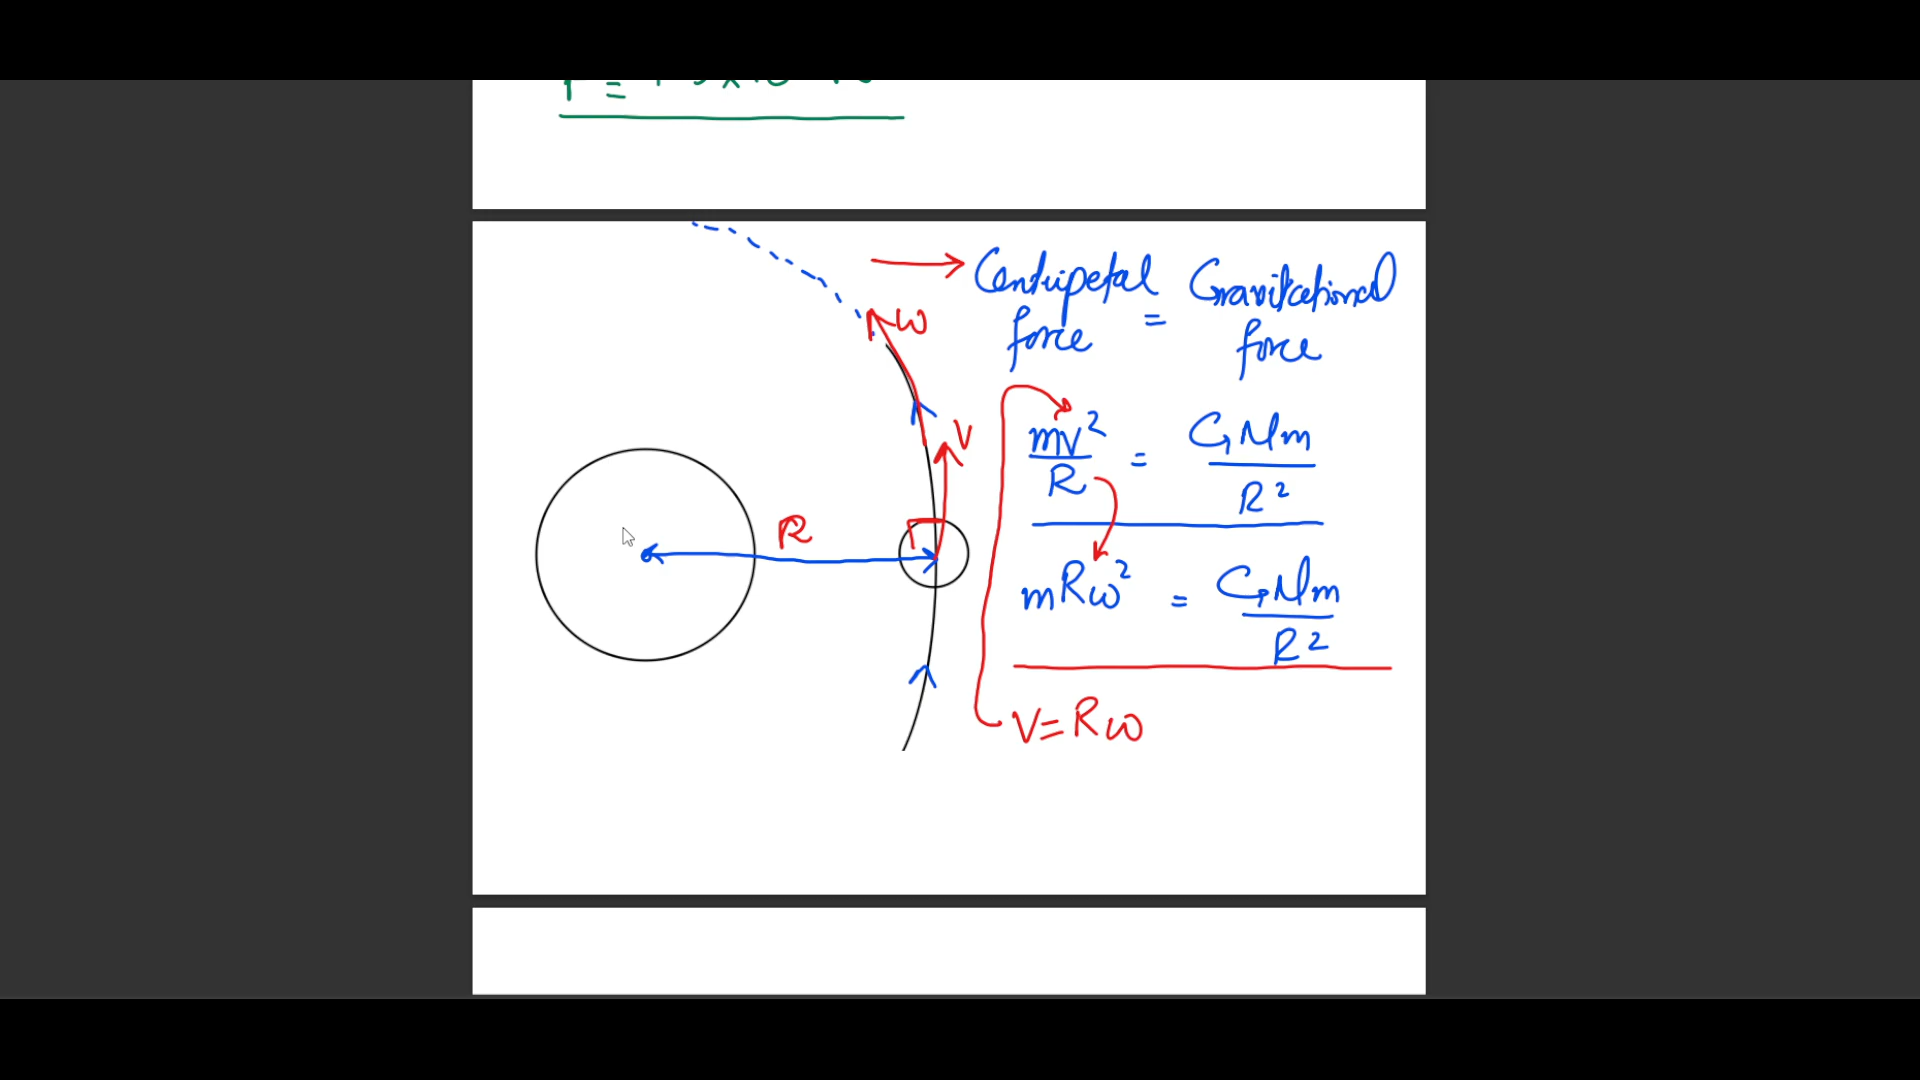 Centripetal force = Gravitational force
ω
V
mv²/R = GMm/R²
R
mRω² = GMm/R²
V=Rω